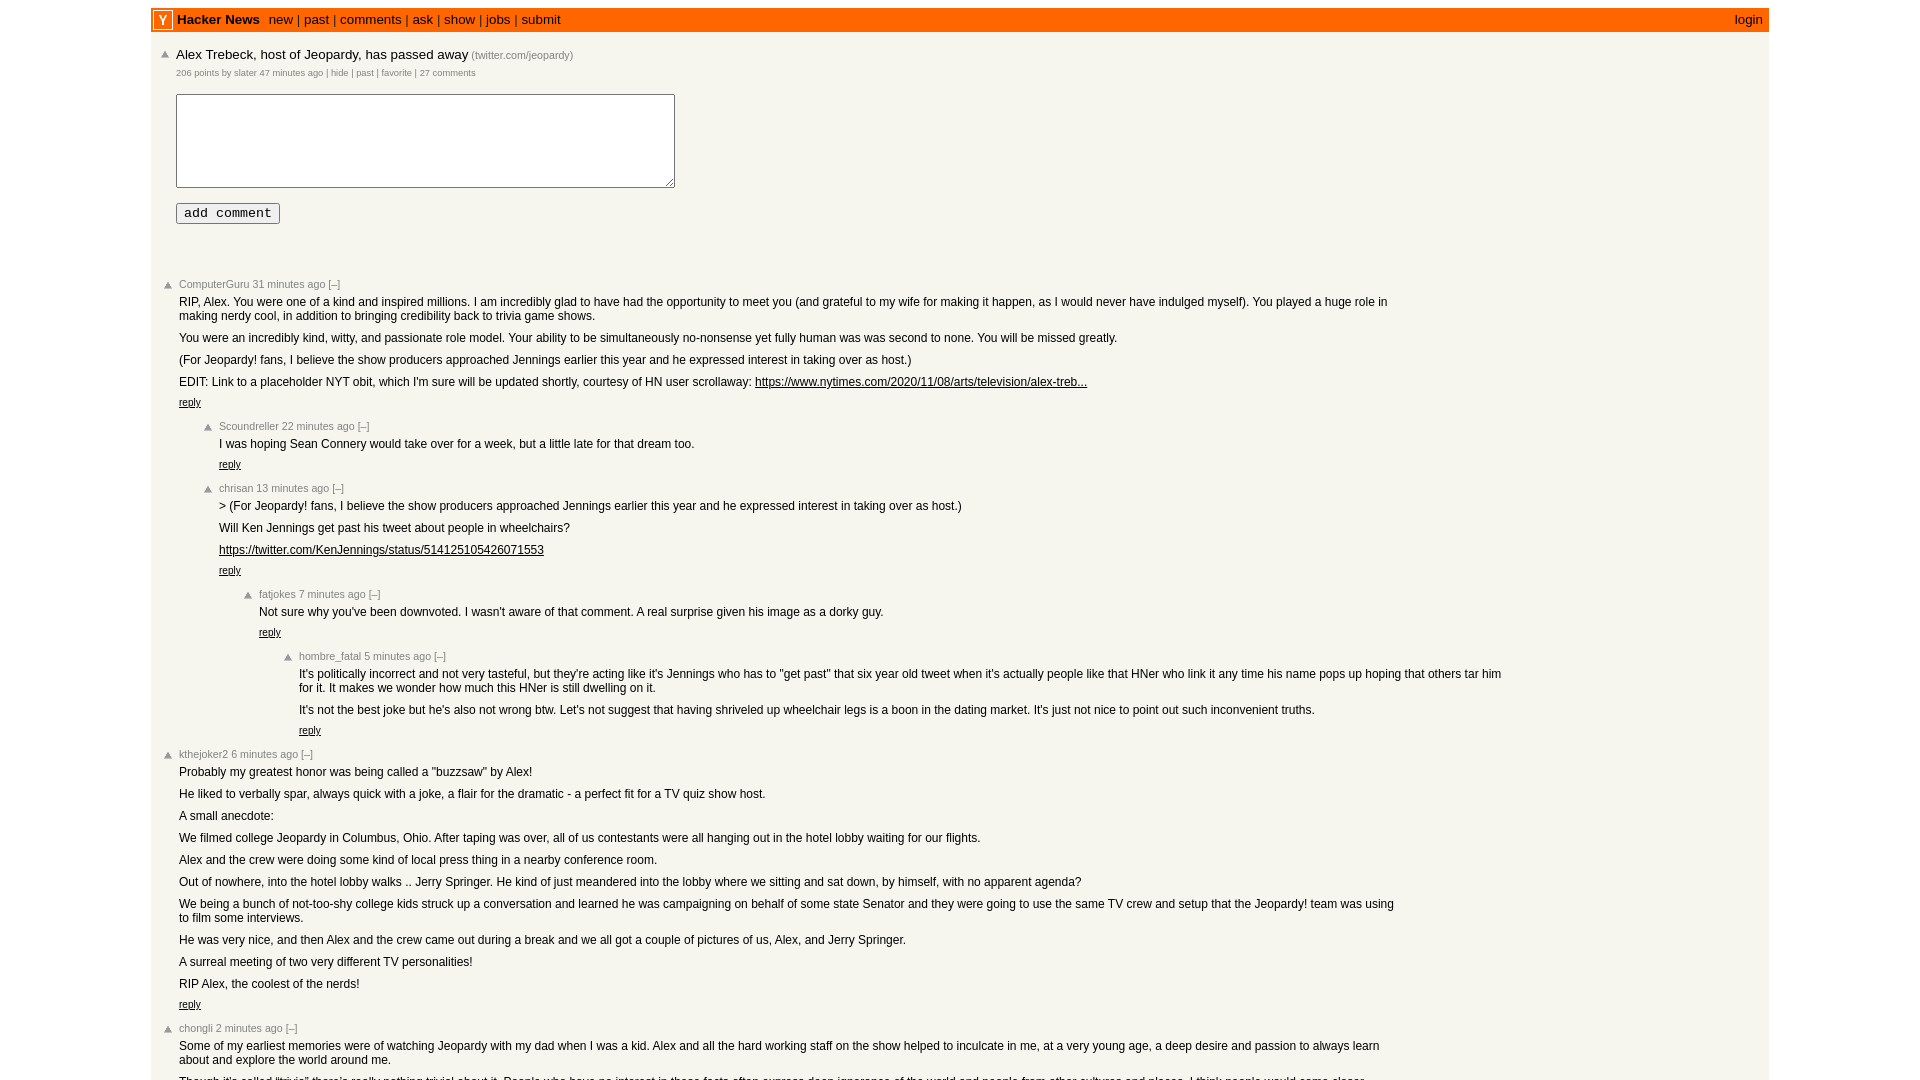 Y Hacker News new | past | comments | ask | show | jobs | submit login
Alex Trebeck, host of Jeopardy, has passed away (twitter.com/jeopardy)
206 points by slater 47 minutes ago | hide | past | favorite | 27 comments
add comment
ComputerGuru 31 minutes ago [–]
RIP, Alex. You were one of a kind and inspired millions. I am incredibly glad to have had the opportunity to meet you (and grateful to my wife for making it happen, as I would never have indulged myself). You played a huge role in
making nerdy cool, in addition to bringing credibility back to trivia game shows.
You were an incredibly kind, witty, and passionate role model. Your ability to be simultaneously no-nonsense yet fully human was was second to none. You will be missed greatly.
(For Jeopardy! fans, I believe the show producers approached Jennings earlier this year and he expressed interest in taking over as host.)
EDIT: Link to a placeholder NYT obit, which I'm sure will be updated shortly, courtesy of HN user scrollaway: https://www.nytimes.com/2020/11/08/arts/television/alex-treb...
reply
Scoundreller 22 minutes ago [–]
I was hoping Sean Connery would take over for a week, but a little late for that dream too.
reply
chrisan 13 minutes ago [–]
> (For Jeopardy! fans, I believe the show producers approached Jennings earlier this year and he expressed interest in taking over as host.)
Will Ken Jennings get past his tweet about people in wheelchairs?
https://twitter.com/KenJennings/status/514125105426071553
reply
fatjokes 7 minutes ago [–]
Not sure why you've been downvoted. I wasn't aware of that comment. A real surprise given his image as a dorky guy.
reply
hombre_fatal 5 minutes ago [–]
It's politically incorrect and not very tasteful, but they're acting like it's Jennings who has to "get past" that six year old tweet when it's actually people like that HNer who link it any time his name pops up hoping that others tar him
for it. It makes we wonder how much this HNer is still dwelling on it.
It's not the best joke but he's also not wrong btw. Let's not suggest that having shriveled up wheelchair legs is a boon in the dating market. It's just not nice to point out such inconvenient truths.
reply
kthejoker2 6 minutes ago [–]
Probably my greatest honor was being called a "buzzsaw" by Alex!
He liked to verbally spar, always quick with a joke, a flair for the dramatic - a perfect fit for a TV quiz show host.
A small anecdote:
We filmed college Jeopardy in Columbus, Ohio. After taping was over, all of us contestants were all hanging out in the hotel lobby waiting for our flights.
Alex and the crew were doing some kind of local press thing in a nearby conference room.
Out of nowhere, into the hotel lobby walks .. Jerry Springer. He kind of just meandered into the lobby where we sitting and sat down, by himself, with no apparent agenda?
We being a bunch of not-too-shy college kids struck up a conversation and learned he was campaigning on behalf of some state Senator and they were going to use the same TV crew and setup that the Jeopardy! team was using
to film some interviews.
He was very nice, and then Alex and the crew came out during a break and we all got a couple of pictures of us, Alex, and Jerry Springer.
A surreal meeting of two very different TV personalities!
RIP Alex, the coolest of the nerds!
reply
chongli 2 minutes ago [–]
Some of my earliest memories were of watching Jeopardy with my dad when I was a kid. Alex and all the hard working staff on the show helped to inculcate in me, at a very young age, a deep desire and passion to always learn
about and explore the world around me.